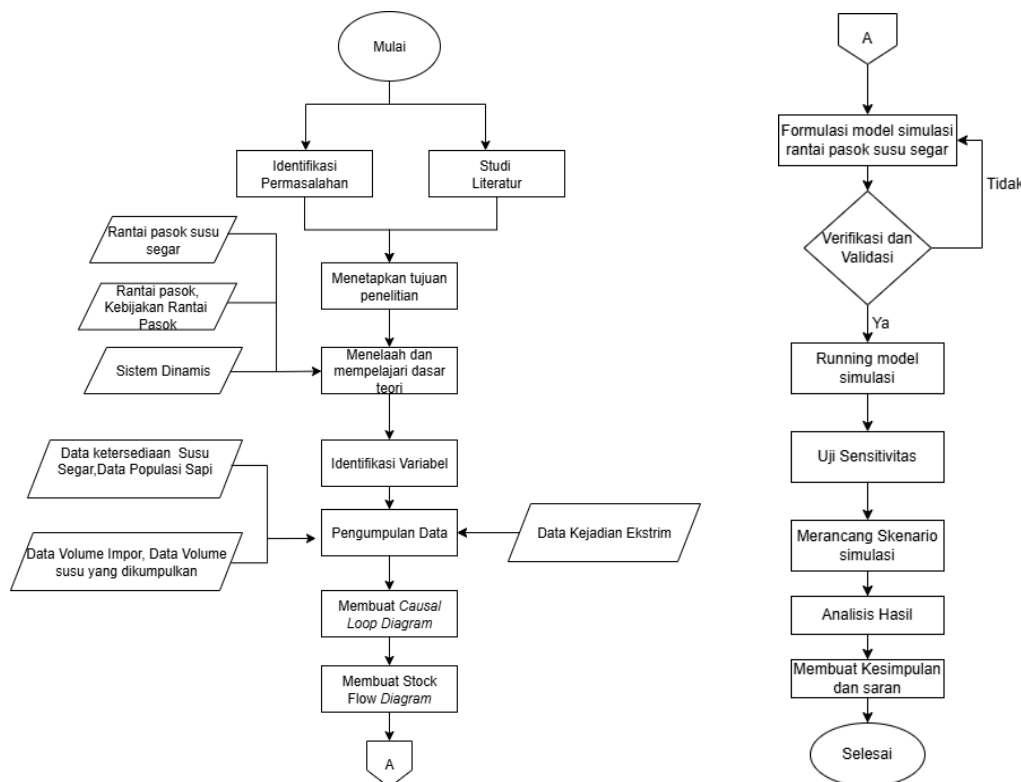 Mulai
Identifikasi
Permasalahan
Studi
Literatur
Rantai pasok susu
segar
Menetapkan tujuan
penelitian
Rantai pasok,
Kebijakan Rantai
Pasok
Sistem Dinamis
Menelaah dan
mempelajari dasar
teori
Data ketersediaan Susu
Segar,Data Populasi Sapi
Identifikasi Variabel
Pengumpulan Data
Data Kejadian Ekstrim
Data Volume Impor, Data Volume
susu yang dikumpulkan
Membuat Causal
Loop Diagram
Membuat Stock
Flow Diagram
A
A
Formulasi model simulasi
rantai pasok susu segar
Tidak
Verifikasi dan
Validasi
Ya
Running model
simulasi
Uji Sensitivitas
Merancang Skenario
simulasi
Analisis Hasil
Membuat Kesimpulan
dan saran
Selesai